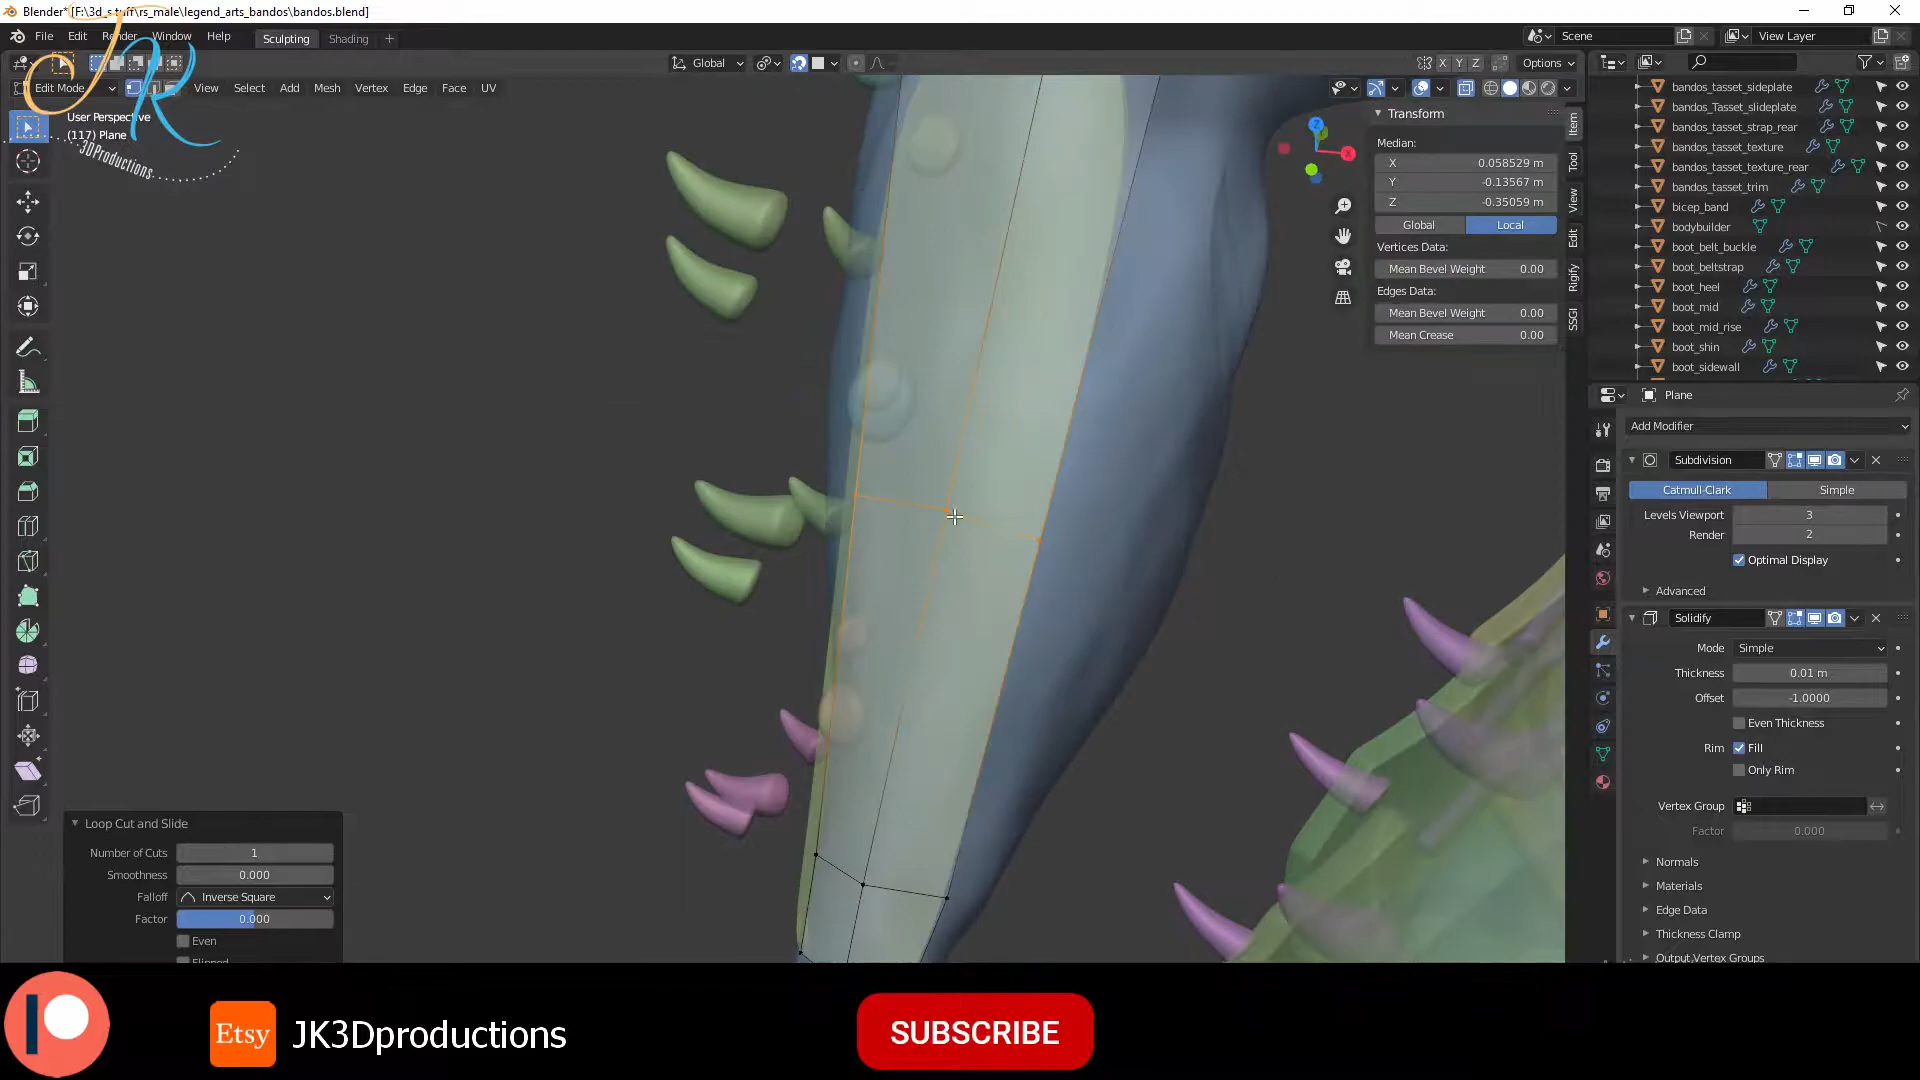 Blender* [F:\3d_stuff\rs_male\legend_arts_bandos\bandos.blend]
File Edit Render Window Help Sculpting Shading + Scene View Layer
Global Options
X Y Z
Edit Mode View Select Add Mesh Vertex Edge Face UV
User Perspective
(117) Plane
JR
3DProductions
Transform
Median:
X 0.058529 m
Y -0.13567 m
Z -0.35059 m
Global Local
Vertices Data:
Mean Bevel Weight 0.00
Edges Data:
Mean Bevel Weight 0.00
Mean Crease 0.00
Item
Tool
View
Edit
Rigify
SSGI
bandos_tasset_sideplate
bandos_Tasset_slideplate
bandos_tasset_strap_rear
bandos_tasset_texture
bandos_tasset_texture_rear
bandos_tasset_trim
bicep_band
bodybuilder
boot_belt_buckle
boot_beltstrap
boot_heel
boot_mid
boot_mid_rise
boot_shin
boot_sidewall
Plane
Add Modifier
Subdivision
Catmull-Clark Simple
Levels Viewport 3
Render 2
Optimal Display
Advanced
Solidify
Mode Simple
Thickness 0.01 m
Offset -1.0000
Even Thickness
Rim Fill
Only Rim
Vertex Group
Factor 0.000
Normals
Materials
Edge Data
Thickness Clamp
Output Vertex Groups
Loop Cut and Slide
Number of Cuts 1
Smoothness 0.000
Falloff Inverse Square
Factor 0.000
Even
Flipped
Etsy JK3Dproductions
SUBSCRIBE